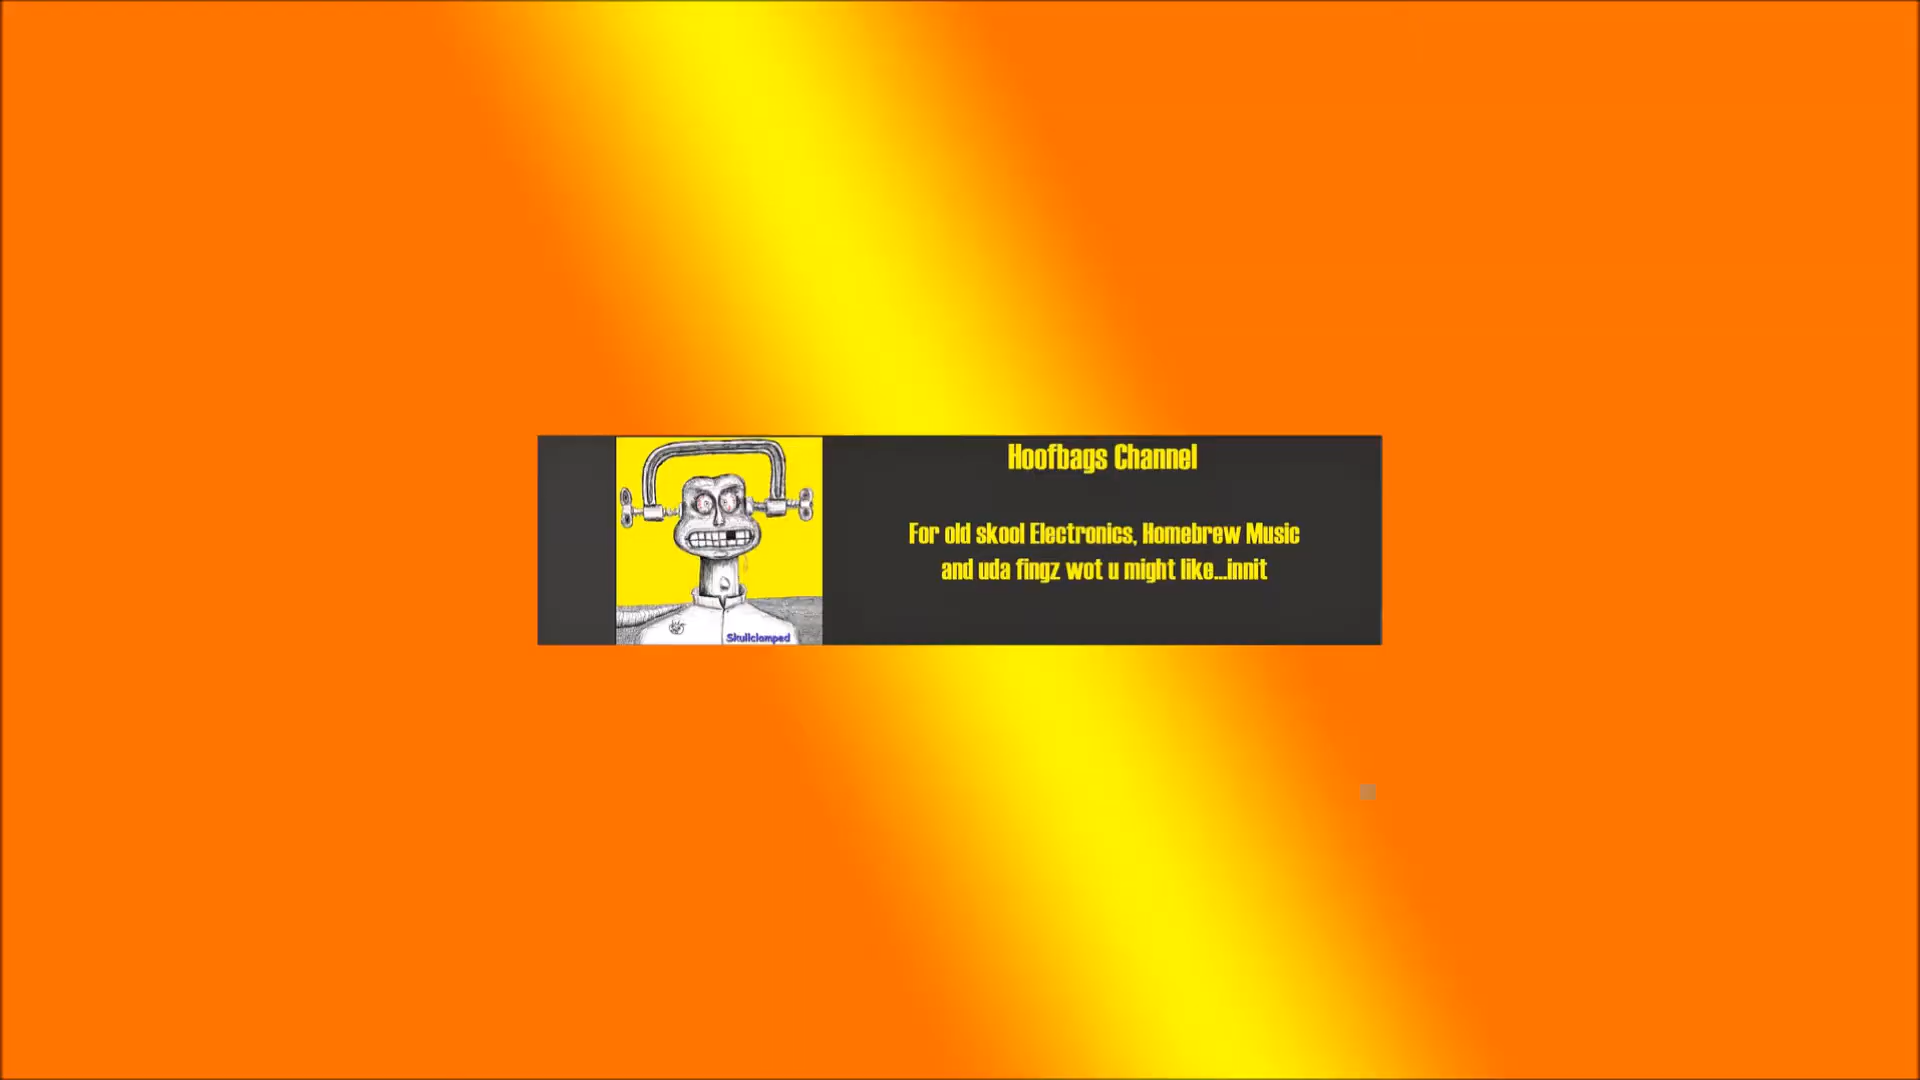 Hoofbags Channel
For old skool Electronics, Homebrew Music
and uda fingz wot u might like...innit
Skullclamped